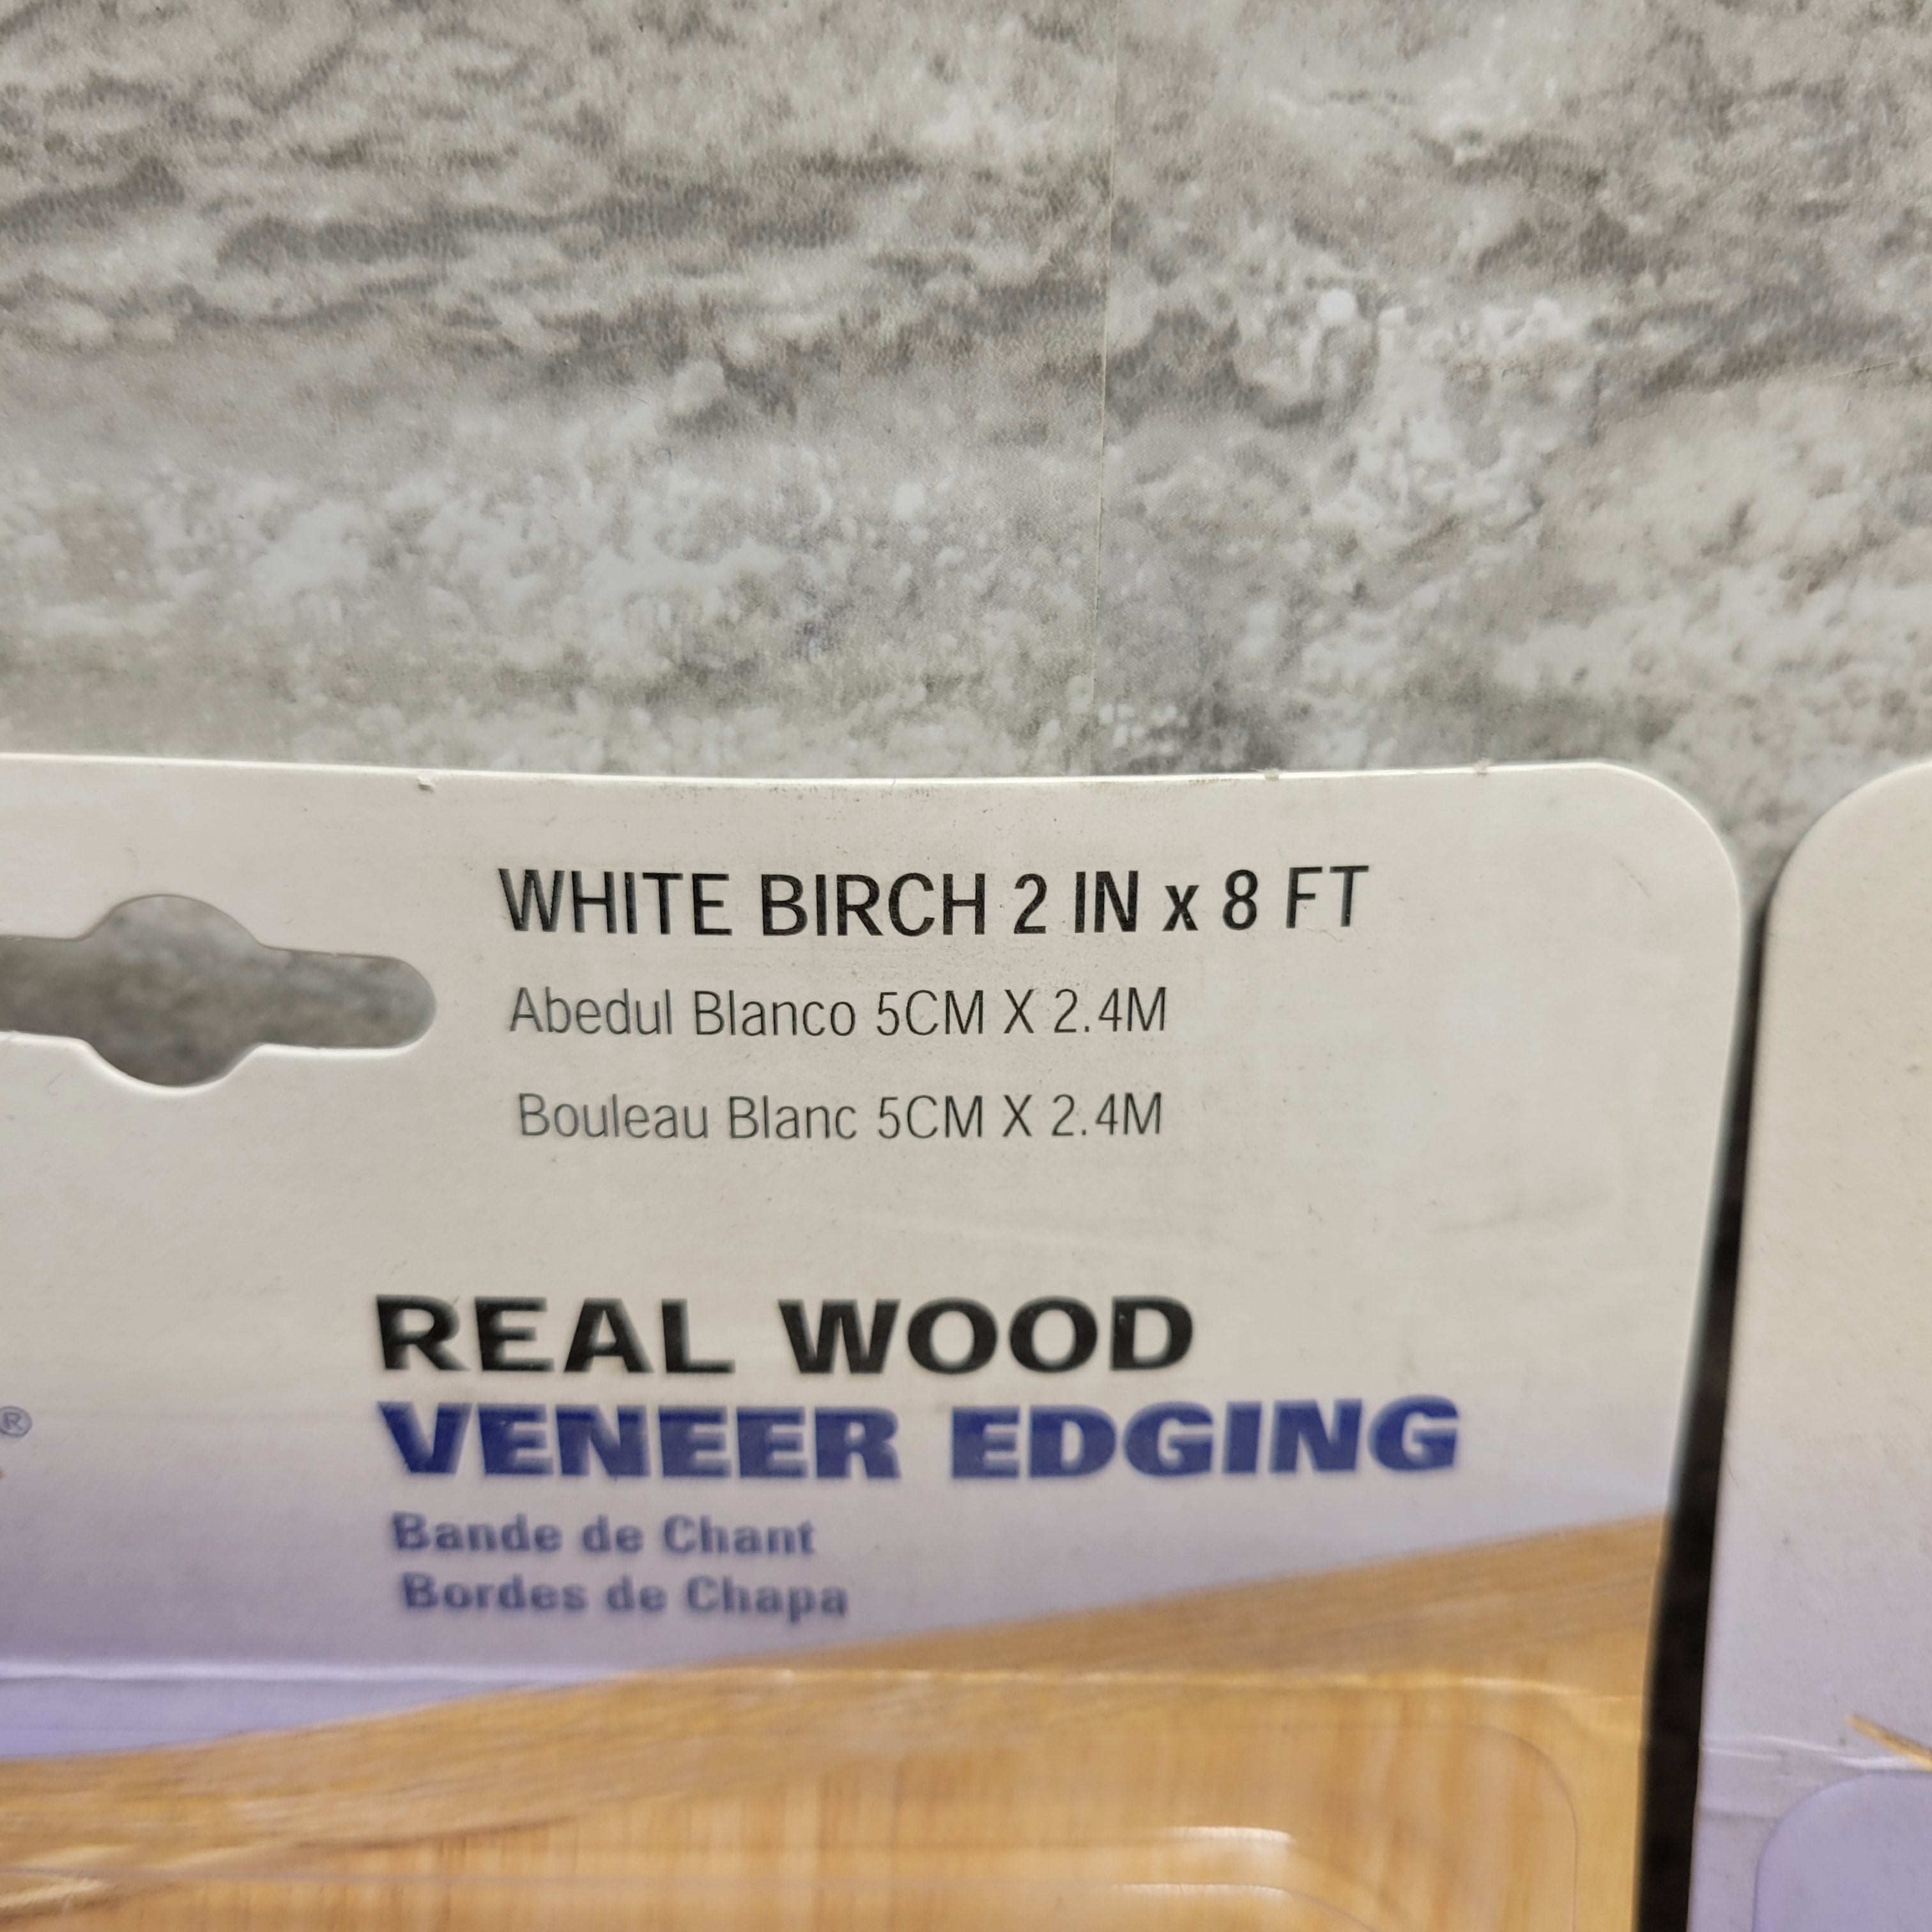 WHITE BIRCH 2 IN x 8 FT
Abedul Blanco 5CM X 2.4M
Bouleau Blanc 5CM X 2.4M
REAL WOOD
®
VENEER EDGING
Bande de Chant
Bordes de Chapa